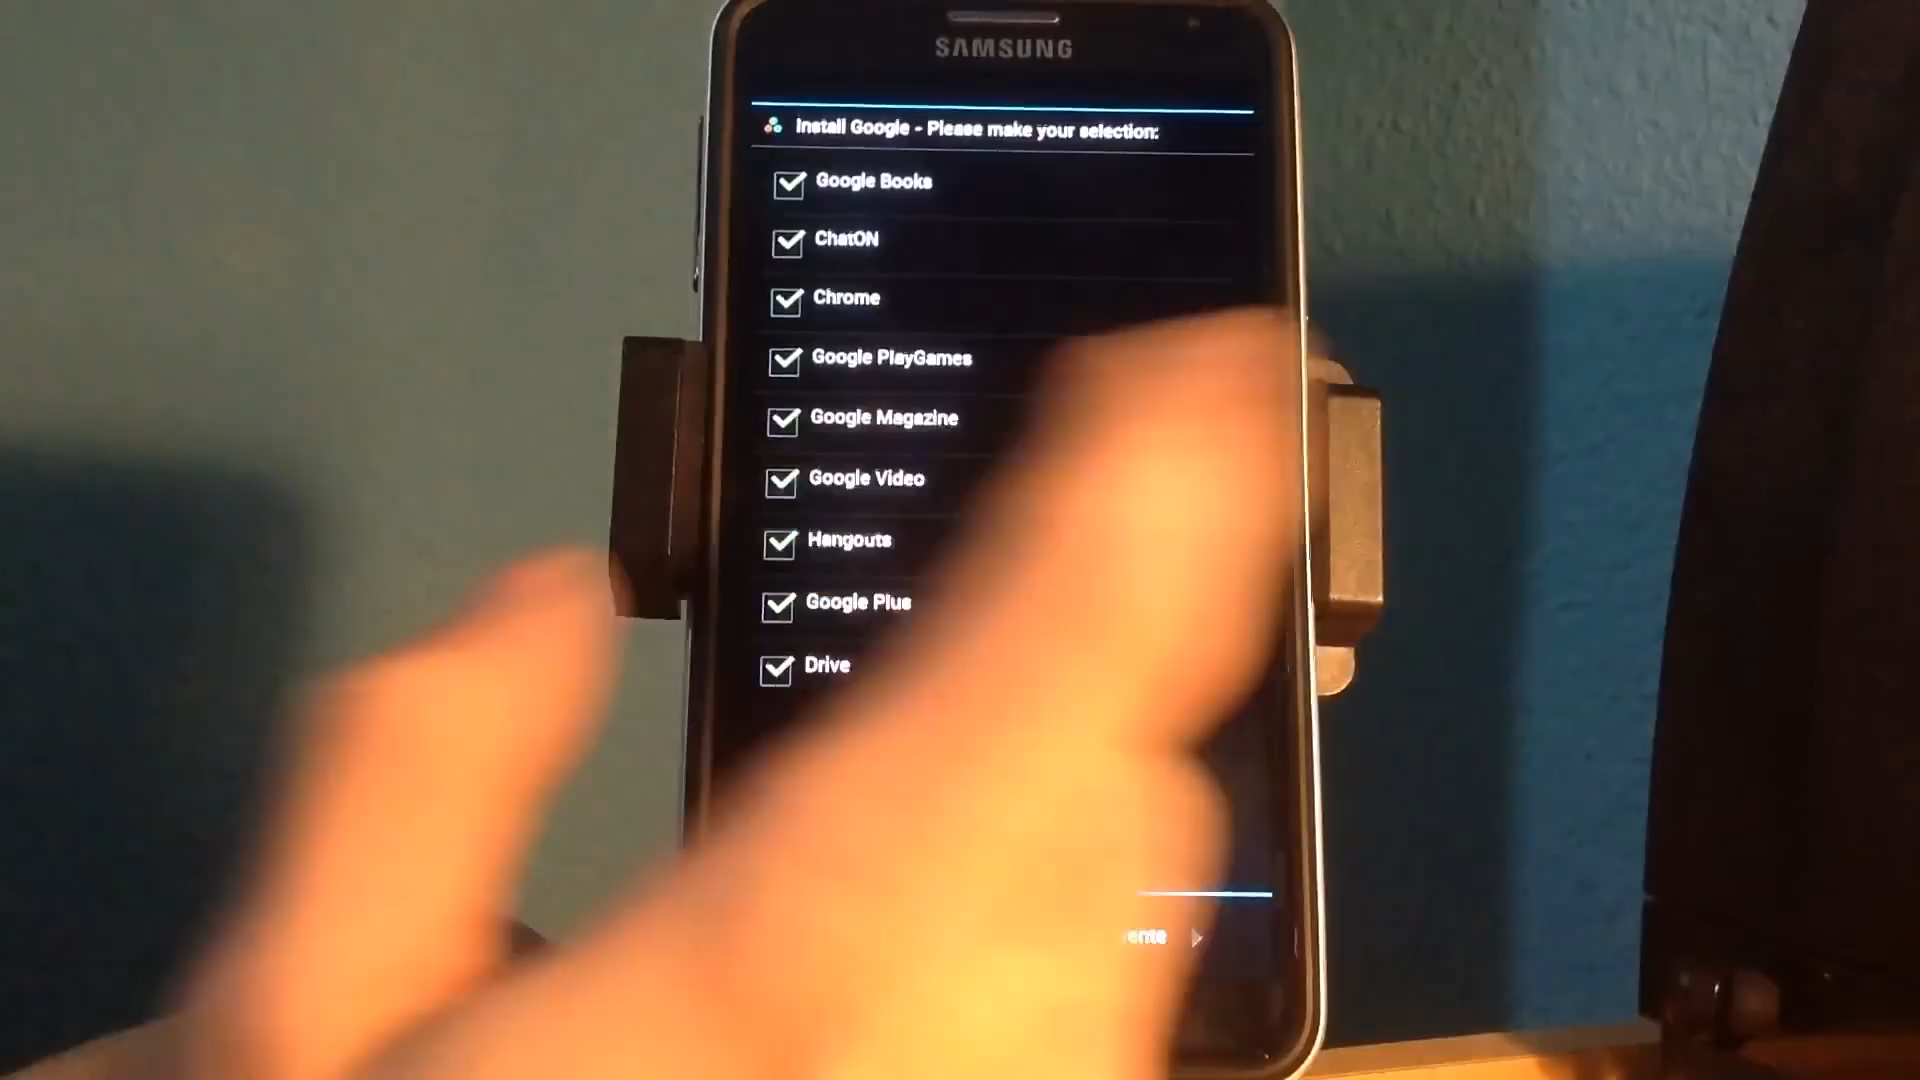 SAMSUNG
Install Google - Please make your selection:
Google Books
ChatON
Chrome
Google PlayGames
Google Magazine
Google Video
Hangouts
Google Plus
Drive